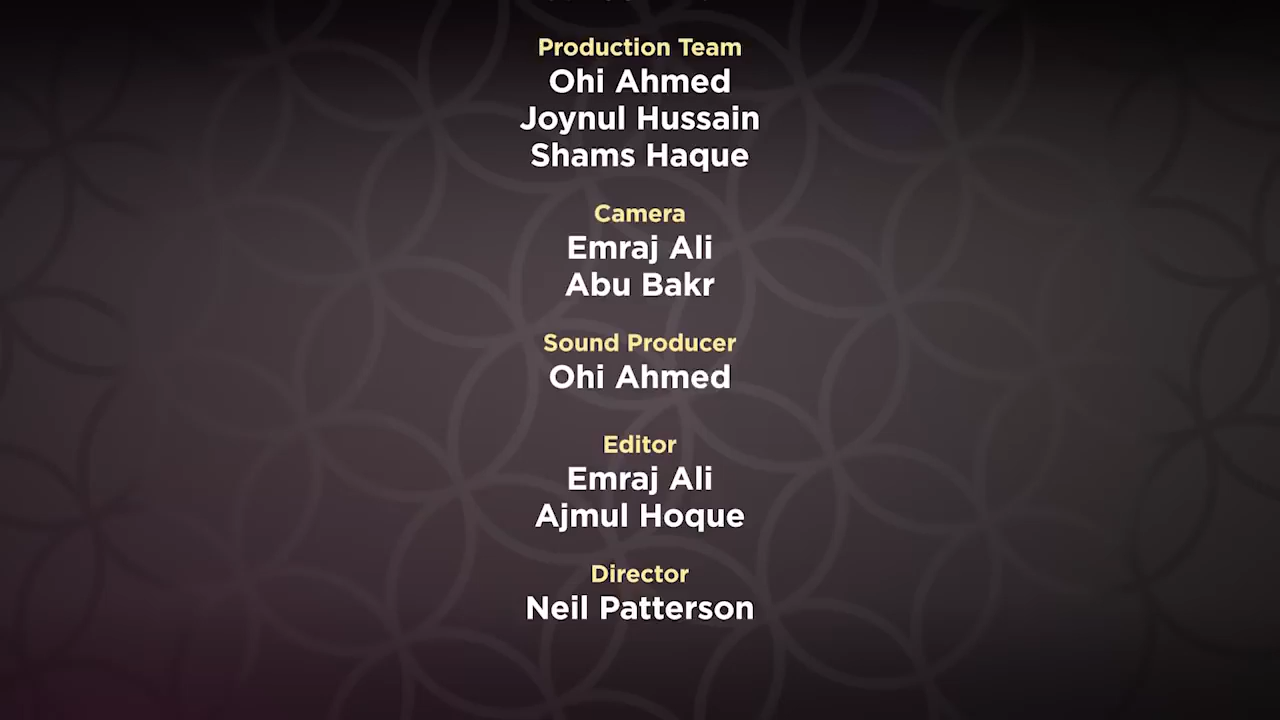 Production Team
Ohi Ahmed
Joynul Hussain
Shams Haque
Camera
Emraj Ali
Abu Bakr
Sound Producer
Ohi Ahmed
Editor
Emraj Ali
Ajmul Hoque
Director
Neil Patterson